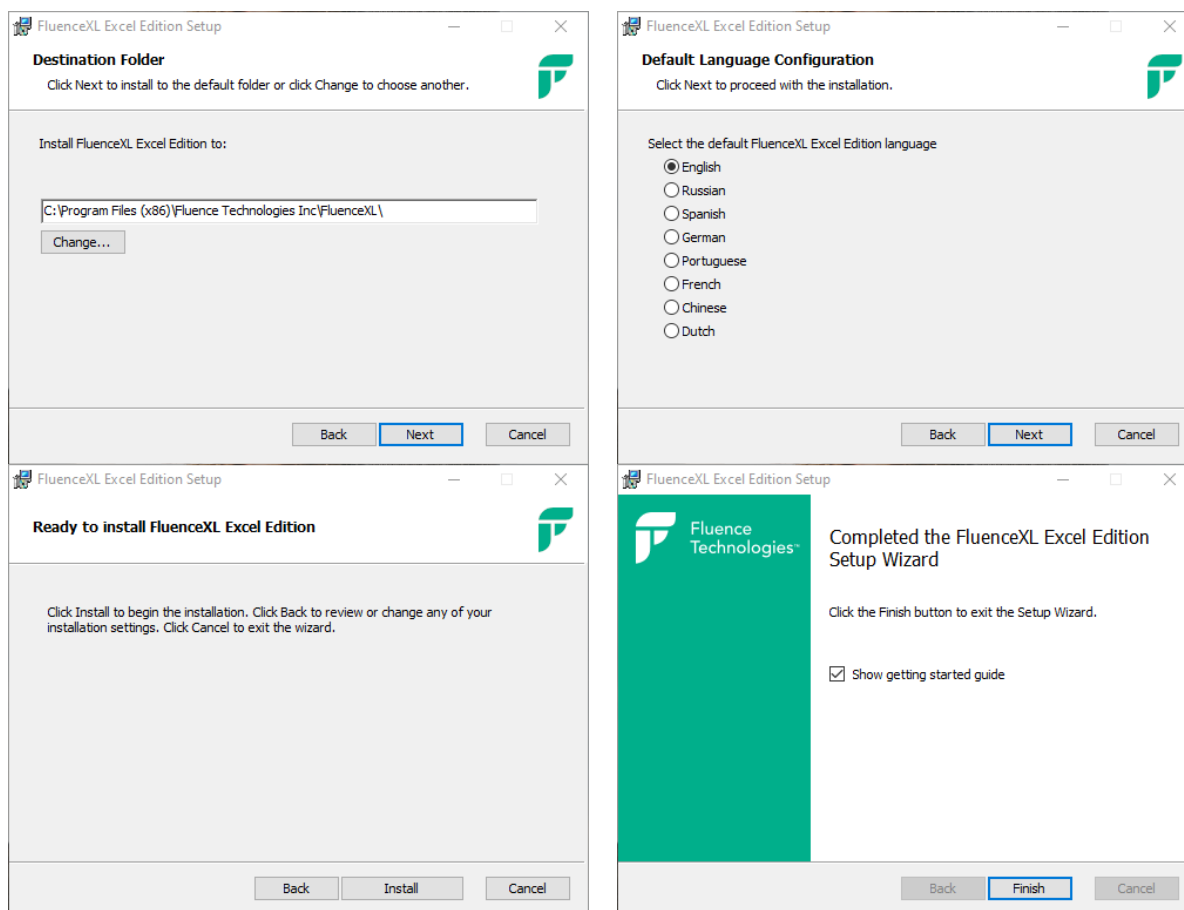 FluenceXL Excel Edition Setup
Destination Folder
Click Next to install to the default folder or click Change to choose another.
Install FluenceXL Excel Edition to:
C:\Program Files (x86)\Fluence Technologies Inc\FluenceXL\
Change...
Back
Next
Cancel
FluenceXL Excel Edition Setup
Default Language Configuration
Click Next to proceed with the installation.
Select the default FluenceXL Excel Edition language
English
Russian
Spanish
German
Portuguese
French
Chinese
Dutch
Back
Next
Cancel
FluenceXL Excel Edition Setup
Ready to install FluenceXL Excel Edition
Click Install to begin the installation. Click Back to review or change any of your
installation settings. Click Cancel to exit the wizard.
Back
Install
Cancel
FluenceXL Excel Edition Setup
Fluence
Technologies™
Completed the FluenceXL Excel Edition
Setup Wizard
Click the Finish button to exit the Setup Wizard.
Show getting started guide
Back
Finish
Cancel